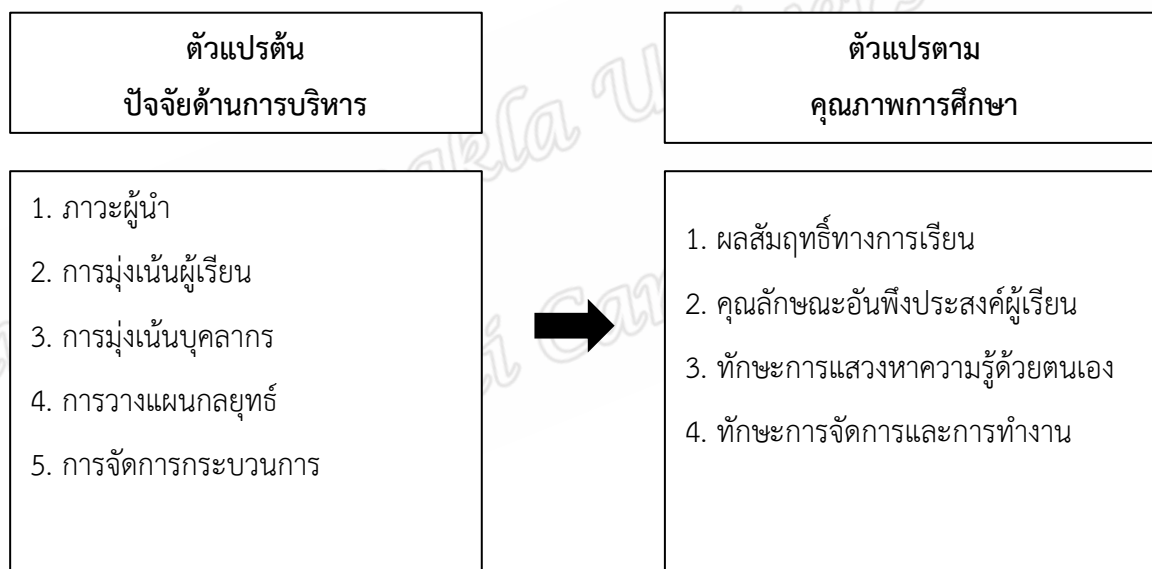 ตัวแปรต้น
ปัจจัยด้านการบริหาร
1. ภาวะผู้นำ
2. การมุ่งเน้นผู้เรียน
3. การมุ่งเน้นบุคลากร
4. การวางแผนกลยุทธ์
5. การจัดการกระบวนการ
ตัวแปรตาม
คุณภาพการศึกษา
1. ผลสัมฤทธิ์ทางการเรียน
2. คุณลักษณะอันพึงประสงค์ผู้เรียน
3. ทักษะการแสวงหาความรู้ด้วยตนเอง
4. ทักษะการจัดการและการทำงาน